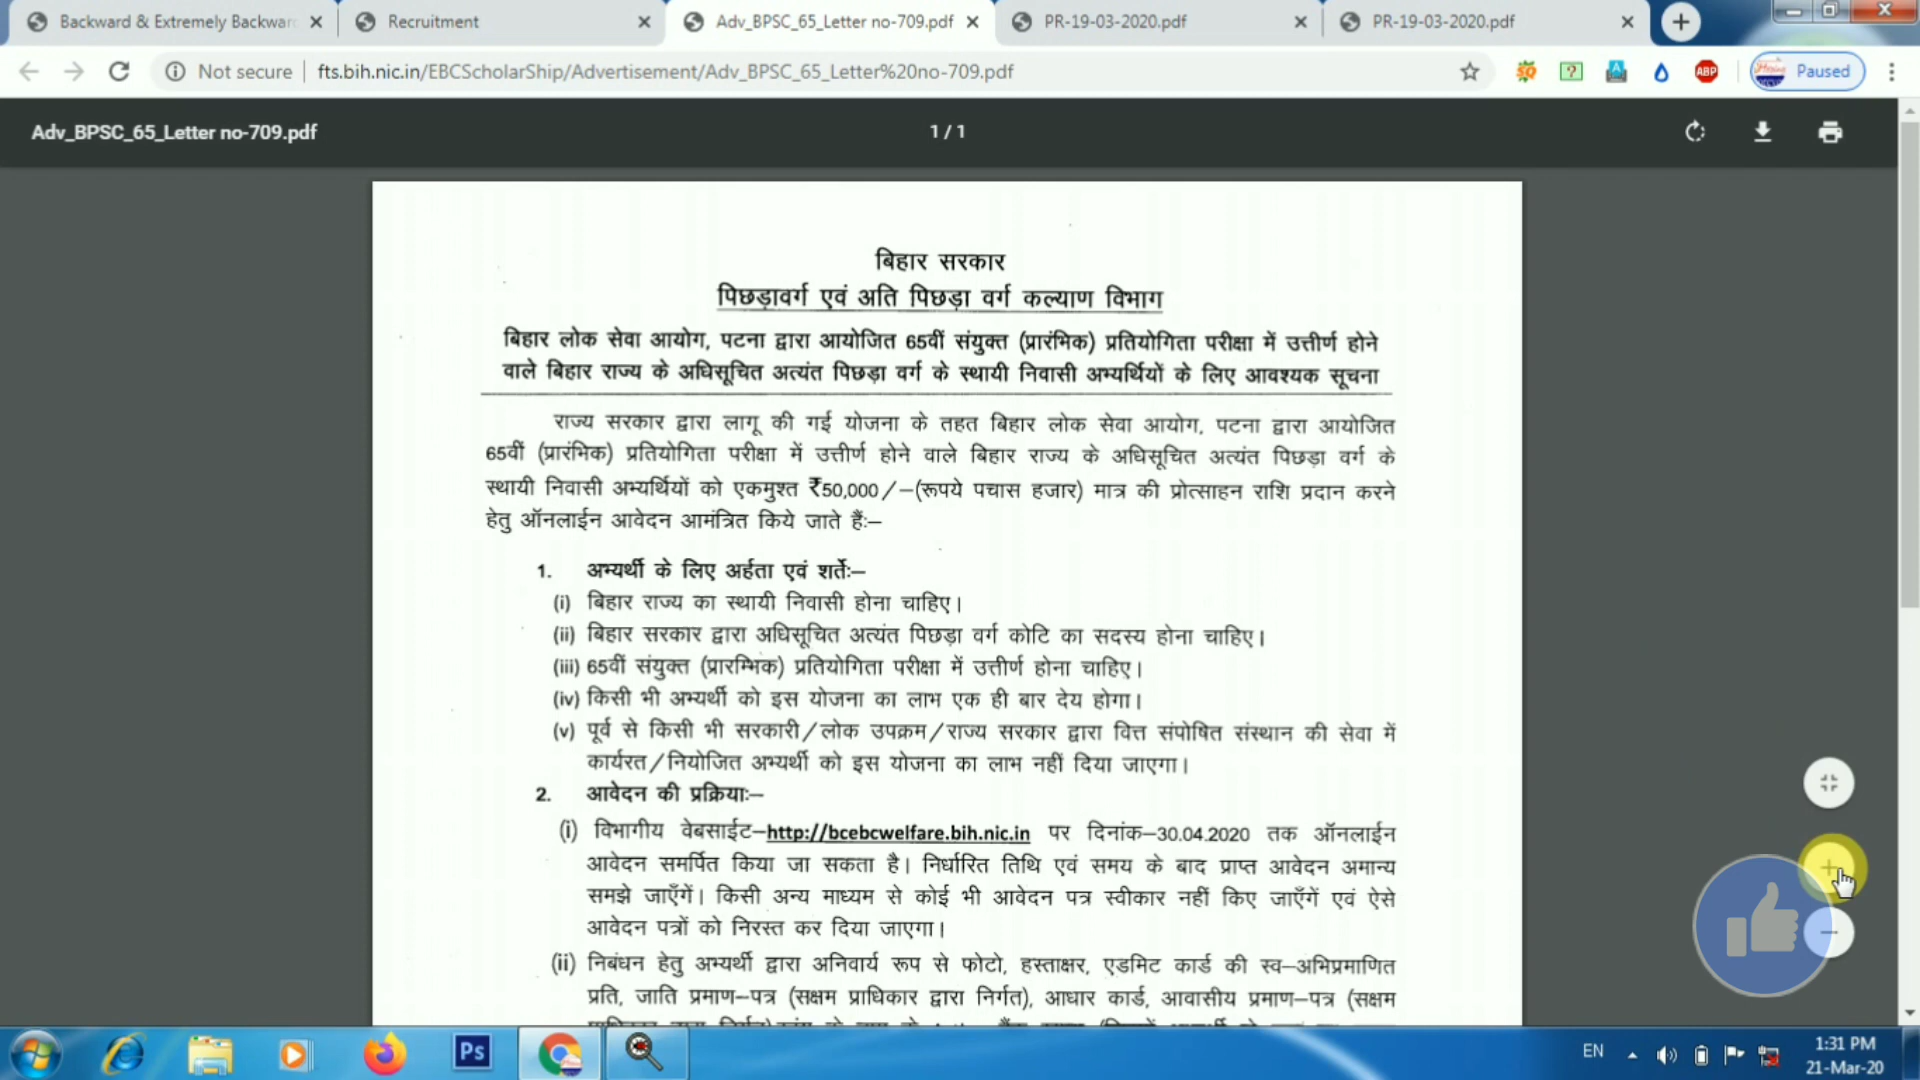 Backward & Extremely Backwar
Recruitment
Adv_BPSC_65_Letter no-709.pdf
PR-19-03-2020.pdf
PR-19-03-2020.pdf
Not secure
fts.bih.nic.in/EBCScholarShip/Advertisement/Adv_BPSC_65_Letter%20no-709.pdf
ABP
Paused
Adv_BPSC_65_Letter no-709.pdf
1 / 1
बिहार सरकार
पिछड़ावर्ग एवं अति पिछड़ा वर्ग कल्याण विभाग
बिहार लोक सेवा आयोग, पटना द्वारा आयोजित 65वीं संयुक्त (प्रारंभिक) प्रतियोगिता परीक्षा में उत्तीर्ण होने
वाले बिहार राज्य के अधिसूचित अत्यंत पिछड़ा वर्ग के स्थायी निवासी अभ्यर्थियों के लिए आवश्यक सूचना
राज्य सरकार द्वारा लागू की गई योजना के तहत बिहार लोक सेवा आयोग, पटना द्वारा आयोजित
65वीं (प्रारंभिक) प्रतियोगिता परीक्षा में उत्तीर्ण होने वाले बिहार राज्य के अधिसूचित अत्यंत पिछड़ा वर्ग के
स्थायी निवासी अभ्यर्थियों को एकमुश्त ₹50,000/–(रूपये पचास हजार) मात्र की प्रोत्साहन राशि प्रदान करने
हेतु ऑनलाईन आवेदन आमंत्रित किये जाते हैं:–
1. अभ्यर्थी के लिए अर्हता एवं शर्तें:–
(i) बिहार राज्य का स्थायी निवासी होना चाहिए।
(ii) बिहार सरकार द्वारा अधिसूचित अत्यंत पिछड़ा वर्ग कोटि का सदस्य होना चाहिए।
(iii) 65वीं संयुक्त (प्रारम्भिक) प्रतियोगिता परीक्षा में उत्तीर्ण होना चाहिए।
(iv) किसी भी अभ्यर्थी को इस योजना का लाभ एक ही बार देय होगा।
(v) पूर्व से किसी भी सरकारी/लोक उपक्रम/राज्य सरकार द्वारा वित्त संपोषित संस्थान की सेवा में
कार्यरत/नियोजित अभ्यर्थी को इस योजना का लाभ नहीं दिया जाएगा।
2. आवेदन की प्रक्रिया:–
(i) विभागीय वेबसाईट–http://bcebcwelfare.bih.nic.in पर दिनांक–30.04.2020 तक ऑनलाईन
आवेदन समर्पित किया जा सकता है। निर्धारित तिथि एवं समय के बाद प्राप्त आवेदन अमान्य
समझे जाएँगें। किसी अन्य माध्यम से कोई भी आवेदन पत्र स्वीकार नहीं किए जाएँगें एवं ऐसे
आवेदन पत्रों को निरस्त कर दिया जाएगा।
(ii) निबंधन हेतु अभ्यर्थी द्वारा अनिवार्य रूप से फोटो, हस्ताक्षर, एडमिट कार्ड की स्व–अभिप्रमाणित
प्रति, जाति प्रमाण–पत्र (सक्षम प्राधिकार द्वारा निर्गत), आधार कार्ड, आवासीय प्रमाण–पत्र (सक्षम
Ps
EN
1:31 PM
21-Mar-20